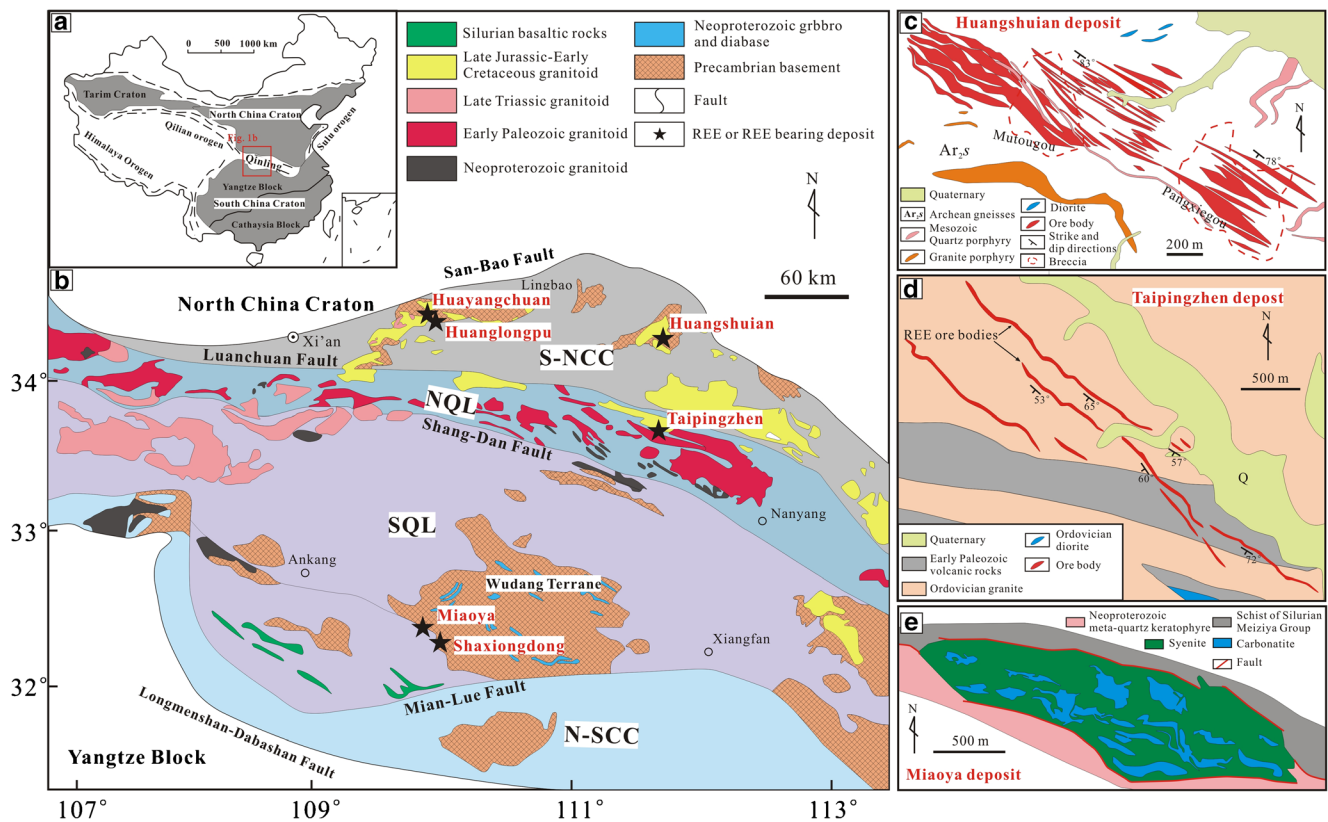 a
0 500 1000 km
Tarim Craton
North China Craton
Qilian orogen
Sulu orogen
Fig. 1b
Himalaya Orogen
Qinling
Yangtze Block
South China Craton
Cathaysia Block
Silurian basaltic rocks
Late Jurassic-Early
Cretaceous granitoid
Late Triassic granitoid
Early Paleozoic granitoid
Neoproterozoic granitoid
Neoproterozoic grbbro
and diabase
Precambrian basement
Fault
REE or REE bearing deposit
N
60 km
b
San-Bao Fault
North China Craton
Lingbao
Huayangchuan
Huanglongpu
Huangshuian
Xi'an
Luanchuan Fault
S-NCC
34°
NQL
Taipingzhen
Shang-Dan Fault
SQL
Nanyang
33°
Ankang
Wudang Terrane
Miaoya
Shaxiongdong
Xiangfan
32°
Mian-Lue Fault
Longmenshan-Dabashan Fault
N-SCC
Yangtze Block
107°
109°
111°
113°
c
Huangshuian deposit
83°
N
Mutougou
Ar₂s
78°
Pangxiegou
Quaternary
Ar₂s Archean gneisses
Mesozoic
Quartz porphyry
Granite porphyry
Diorite
Ore body
Strike and
dip directions
Breccia
200 m
d
Taipingzhen depost
REE ore bodies
N
500 m
53°
65°
57°
60°
Q
72°
Quaternary
Early Paleozoic
volcanic rocks
Ordovician granite
Ordovician
diorite
Ore body
e
Neoproterozoic
meta-quartz keratophyre
Schist of Silurian
Meiziya Group
Syenite
Carbonatite
Fault
N
500 m
Miaoya deposit